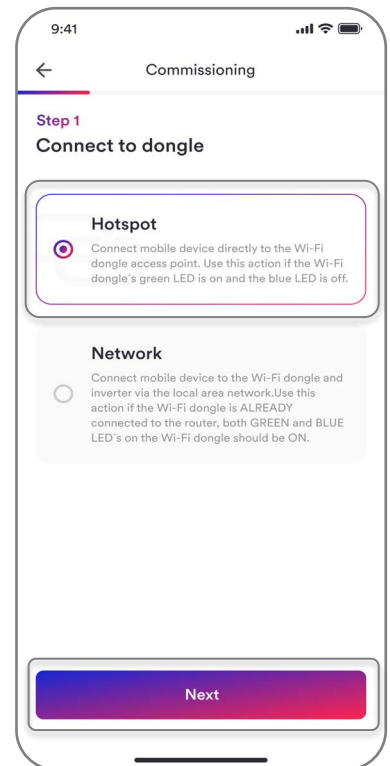 9:41
Commissioning
Step 1
Connect to dongle
Hotspot
Connect mobile device directly to the Wi-Fi
dongle access point. Use this action if the Wi-Fi
dongle´s green LED is on and the blue LED is off.
Network
Connect mobile device to the Wi-Fi dongle and
inverter via the local area network.Use this
action if the Wi-Fi dongle is ALREADY
connected to the router, both GREEN and BLUE
LED`s on the Wi-Fi dongle should be ON.
Next